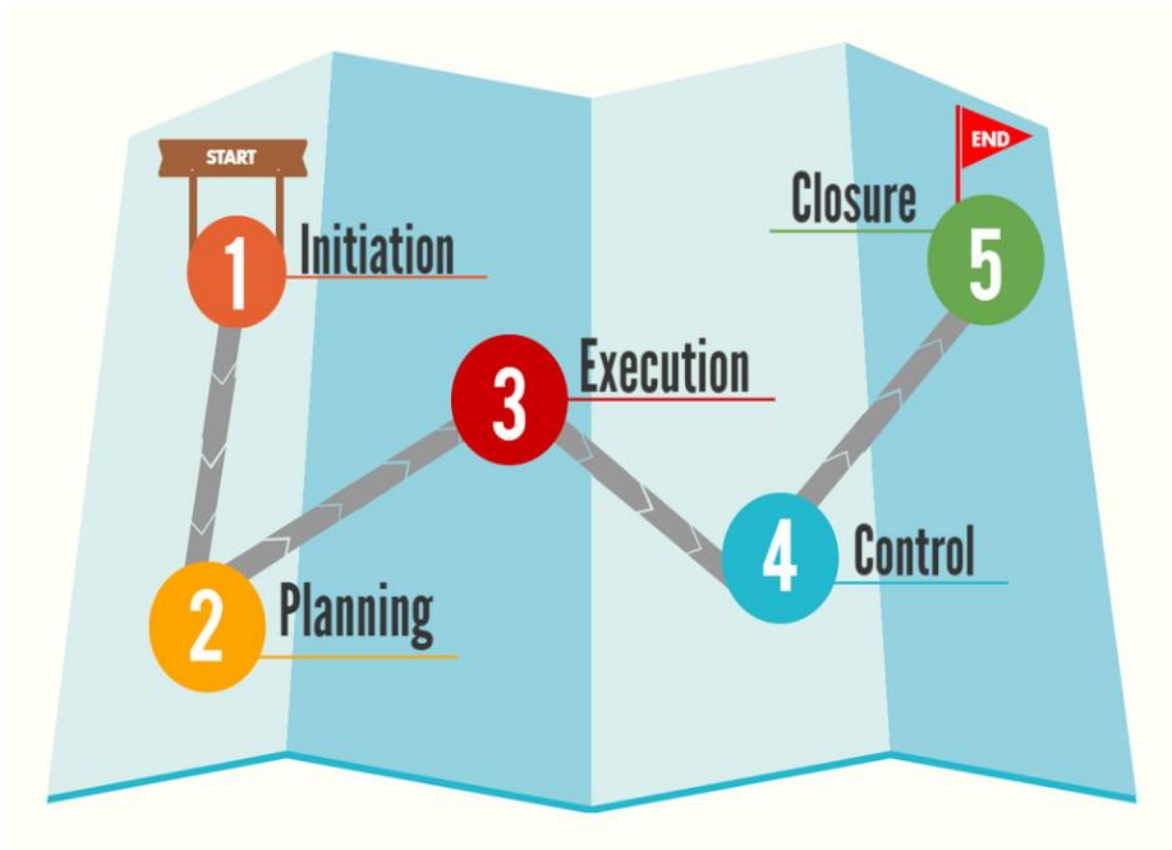 START
1 Initiation
2 Planning
3 Execution
4 Control
5 Closure
END